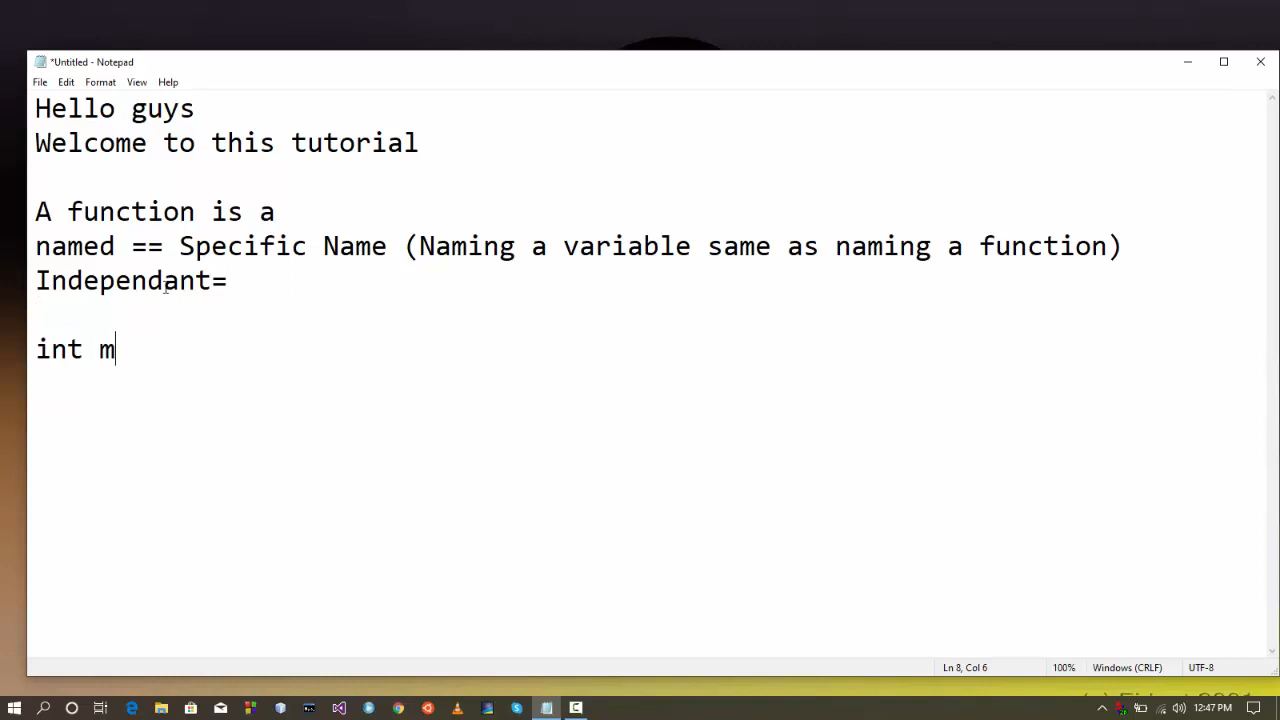 *Untitled - Notepad
File Edit Format View Help
Hello guys
Welcome to this tutorial
A function is a
named == Specific Name (Naming a variable same as naming a function)
Independant=
int m
Ln 8, Col 6 100% Windows (CRLF) UTF-8
12:47 PM